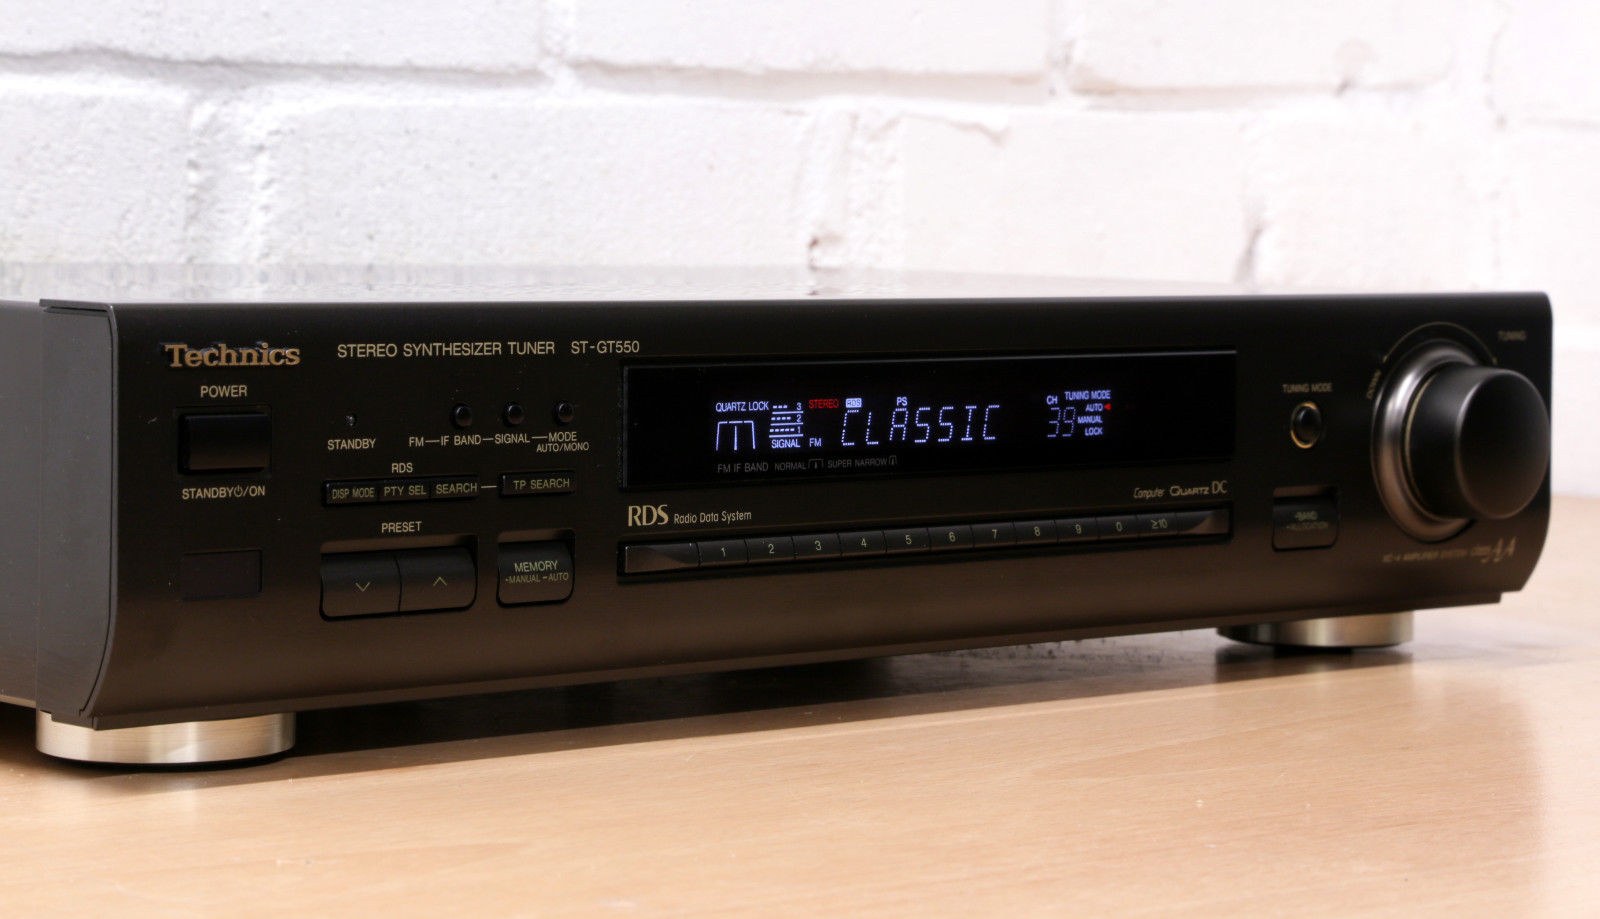 Technics
STEREO SYNTHESIZER TUNER ST-GT550
POWER
STANDBY⏻/ON
STANDBY
FM—IF BAND—SIGNAL—MODE
AUTO/MONO
RDS
DISP MODE PTY SEL SEARCH — TP SEARCH
PRESET
MEMORY
-MANUAL -AUTO
QUARTZ LOCK
3
2
1
SIGNAL
STEREO RDS PS
FM CLASSIC
CH 39
TUNING MODE
AUTO
MANUAL
LOCK
FM IF BAND NORMAL SUPER NARROW
RDS Radio Data System
Computer QUARTZ DC
1 2 3 4 5 6 7 8 9 0 ≥10
TUNING MODE
TUNING